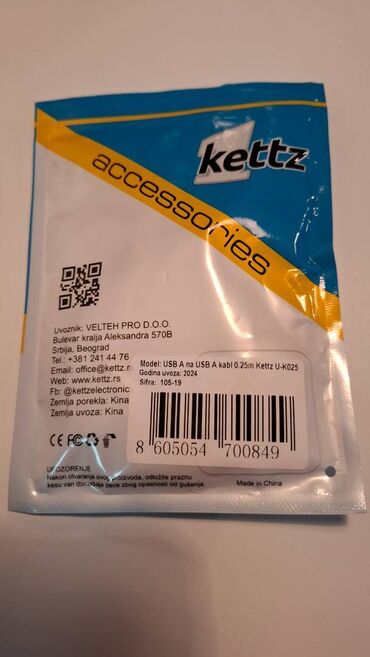 kettz
accessories
Uvoznik: VELTEH PRO D.O.O.
Bulevar kralja Aleksandra 570B
Srbija, Beograd
Tel.: +381 241 44 76
Email: office@kettz.rs
Web: www.kettz.rs
Fb: @kettzelectronic
Zemlja porekla: Kina
Zemlja uvoza: Kina
Model: USB A na USB A kabl 0.25m Kettz U-K025
Godina uvoza: 2024
Sifra: 105-19
8 605054 700849
CE FC
UPOZORENJE
Nakon otvaranja ovog proizvoda, odložite praznu
kesu van domašaja dece zbog opasnosti od gušenja.
Made in China